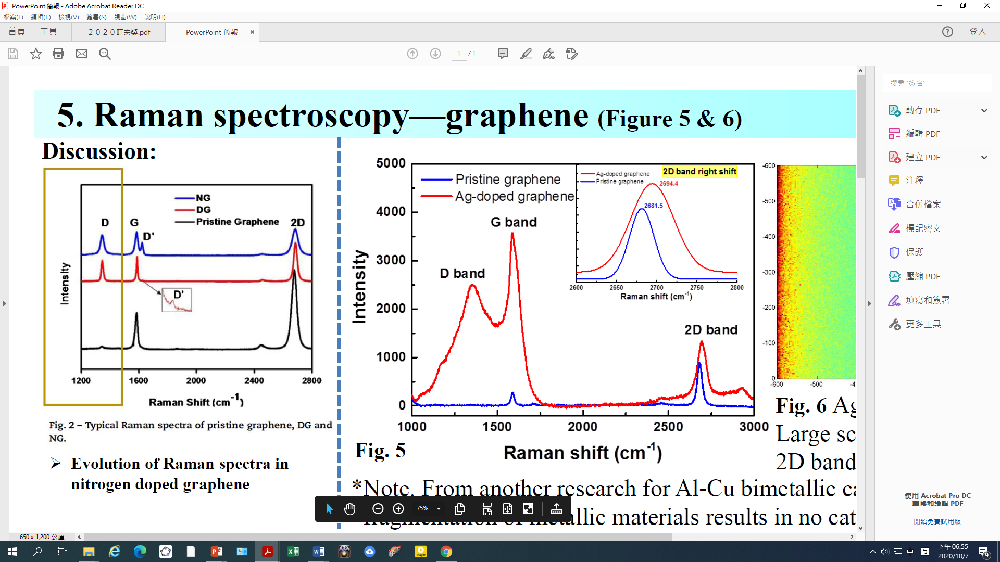 PowerPoint 簡報 - Adobe Acrobat Reader DC
檔案(F) 編輯(E) 檢視(V) 簽署(S) 視窗(W) 說明(H)
首頁 工具 ２０２０旺宏獎.pdf PowerPoint 簡報 × 登入
1 / 1
搜尋 '簽名'
轉存 PDF
編輯 PDF
建立 PDF
注釋
合併檔案
標記密文
保護
壓縮 PDF
填寫和簽署
更多工具
使用 Acrobat Pro DC
轉換和編輯 PDF
開始免費試用版
5. Raman spectroscopy—graphene (Figure 5 & 6)
Discussion:
NG
DG
Pristine Graphene
D G D' 2D
D'
Intensity
1200 1600 2000 2400 2800
Raman Shift (cm-1)
Fig. 2 – Typical Raman spectra of pristine graphene, DG and
NG.
➢ Evolution of Raman spectra in
nitrogen doped graphene
5000
4000
3000
2000
1000
0
Intensity
Pristine graphene
Ag-doped graphene
G band
D band
2D band
1000 1500 2000 2500 3000
Raman shift (cm-1)
Fig. 5
Ag-doped graphene
Pristine graphene
2D band right shift
2694.4
2681.5
2600 2650 2700 2750 2800
Raman shift (cm-1)
-600
-500
-400
-300
-200
-100
0
-600 -500 -4
Fig. 6 Ag
Large sc
2D band
*Note. From another research for Al-Cu bimetallic ca
fragmentation of metallic materials results in no cat
75%
650 x 1,200 公厘
中
下午 06:55
2020/10/7
9